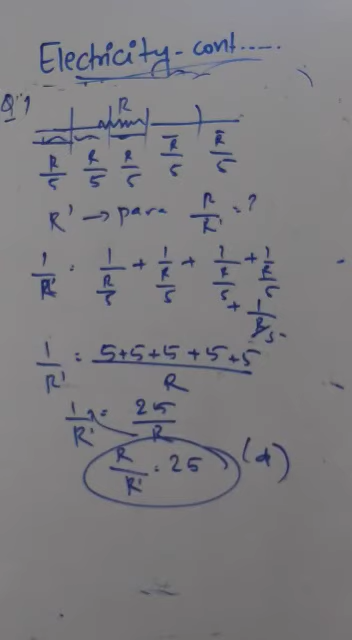 Electricity - cont.....
Q"1
R
R/5 R/5 R/5 R/5 R/5
R' → para R/R' = ?
1/R' = 1/(R/5) + 1/(R/5) + 1/(R/5) + 1/(R/5)
+ 1/(R/5)
1/R' = (5+5+5+5+5)/R
1/R' = 25/R
R/R' = 25 (d)